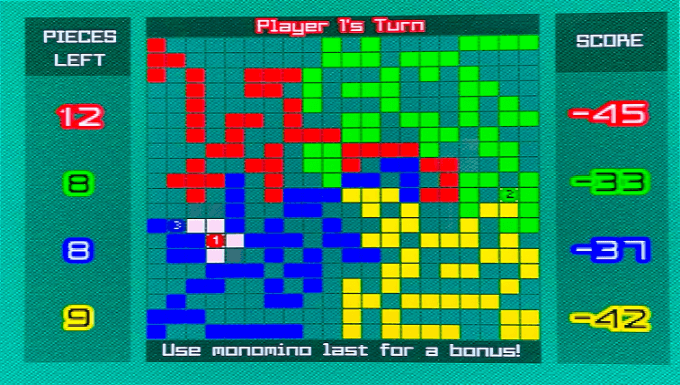 Player 1's Turn
PIECES
LEFT
SCORE
12
-45
8
-33
2
3
1
8
-37
9
-42
Use monomino last for a bonus!